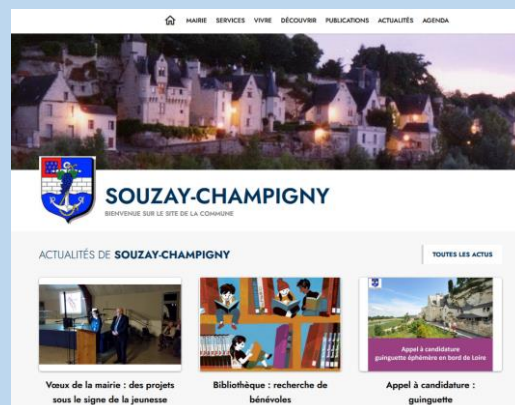 MAIRIE SERVICES VIVRE DÉCOUVRIR PUBLICATIONS ACTUALITÉS AGENDA
SOUZAY-CHAMPIGNY
BIENVENUE SUR LE SITE DE LA COMMUNE
ACTUALITÉS DE SOUZAY-CHAMPIGNY
TOUTES LES ACTUS
Appel à candidature
guinguette éphémère en bord de Loire
Vœux de la mairie : des projets
sous le signe de la jeunesse
Bibliothèque : recherche de
bénévoles
Appel à candidature :
guinguette